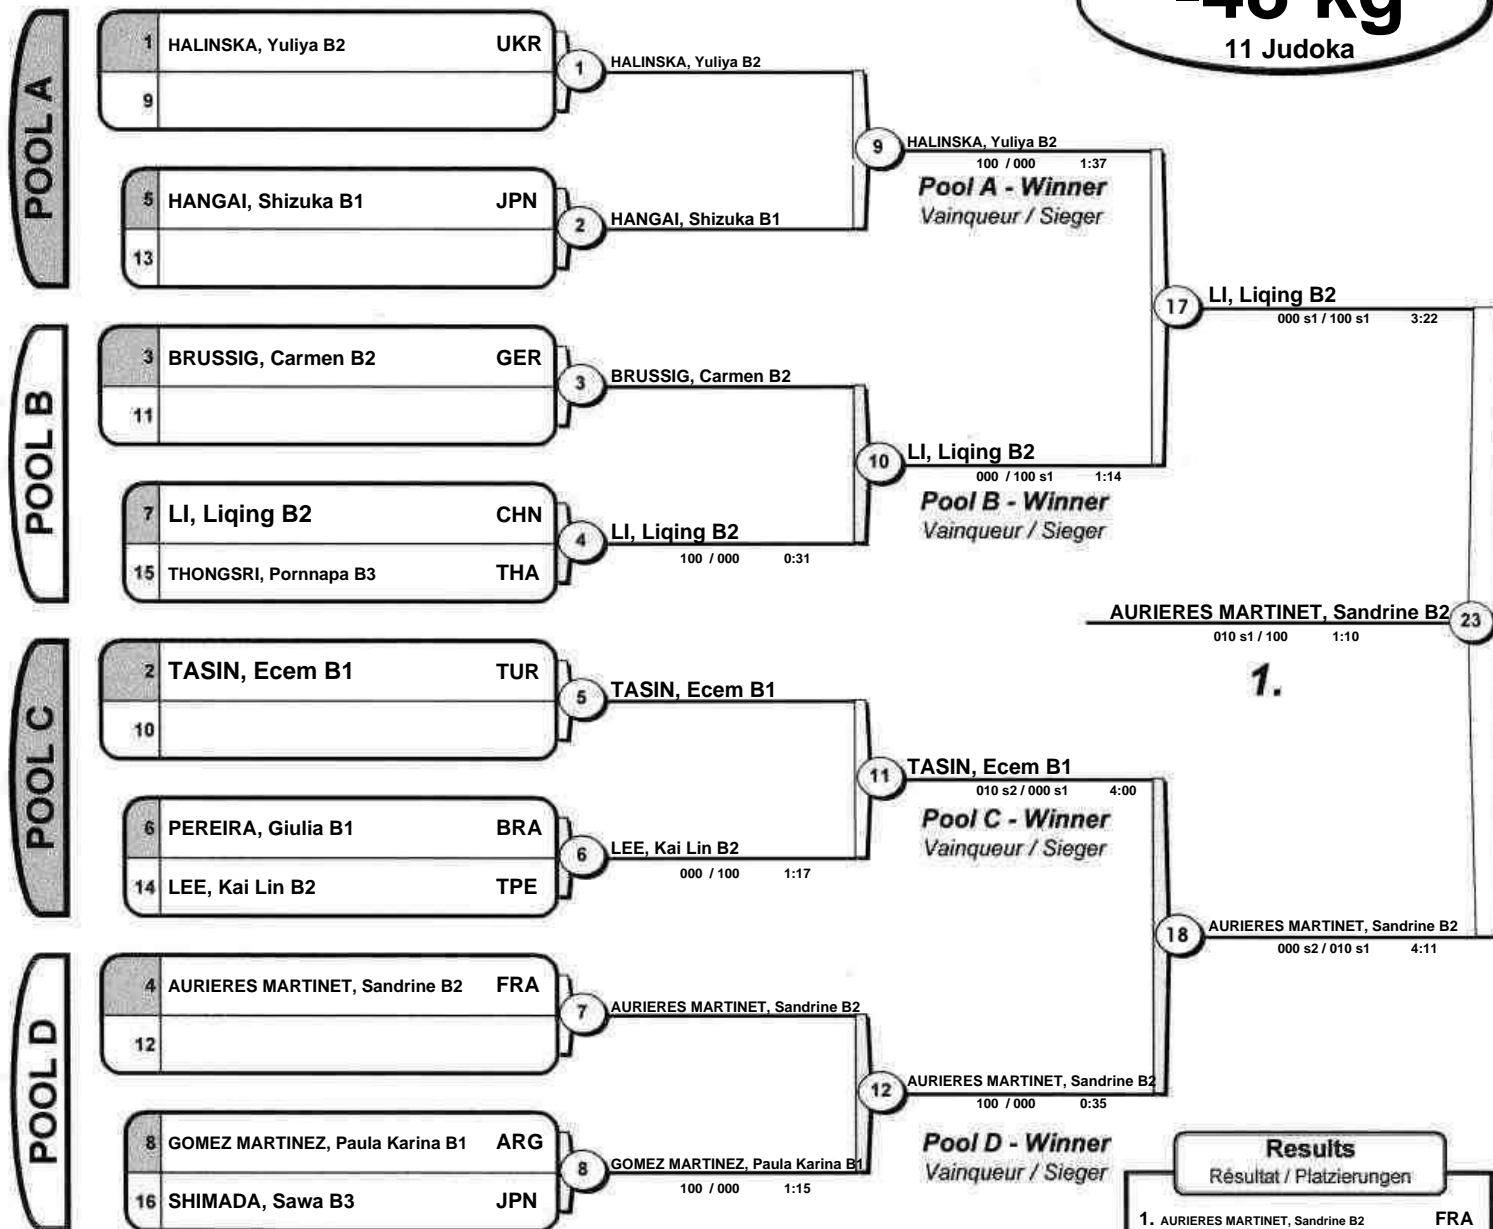 -48 kg
11 Judoka
POOL A
1 HALINSKA, Yuliya B2 UKR
9
5 HANGAI, Shizuka B1 JPN
13
1 HALINSKA, Yuliya B2
2 HANGAI, Shizuka B1
9 HALINSKA, Yuliya B2
100 / 000 1:37
Pool A - Winner
Vainqueur / Sieger
POOL B
3 BRUSSIG, Carmen B2 GER
11
7 LI, Liqing B2 CHN
15 THONGSRI, Pornnapa B3 THA
3 BRUSSIG, Carmen B2
4 LI, Liqing B2
100 / 000 0:31
10 LI, Liqing B2
000 / 100 s1 1:14
Pool B - Winner
Vainqueur / Sieger
17 LI, Liqing B2
000 s1 / 100 s1 3:22
AURIERES MARTINET, Sandrine B2 23
010 s1 / 100 1:10
1.
POOL C
2 TASIN, Ecem B1 TUR
10
6 PEREIRA, Giulia B1 BRA
14 LEE, Kai Lin B2 TPE
5 TASIN, Ecem B1
6 LEE, Kai Lin B2
000 / 100 1:17
11 TASIN, Ecem B1
010 s2 / 000 s1 4:00
Pool C - Winner
Vainqueur / Sieger
18 AURIERES MARTINET, Sandrine B2
000 s2 / 010 s1 4:11
POOL D
4 AURIERES MARTINET, Sandrine B2 FRA
12
8 GOMEZ MARTINEZ, Paula Karina B1 ARG
16 SHIMADA, Sawa B3 JPN
7 AURIERES MARTINET, Sandrine B2
8 GOMEZ MARTINEZ, Paula Karina B1
100 / 000 1:15
12 AURIERES MARTINET, Sandrine B2
100 / 000 0:35
Pool D - Winner
Vainqueur / Sieger
Results
Résultat / Platzierungen
1. AURIERES MARTINET, Sandrine B2 FRA